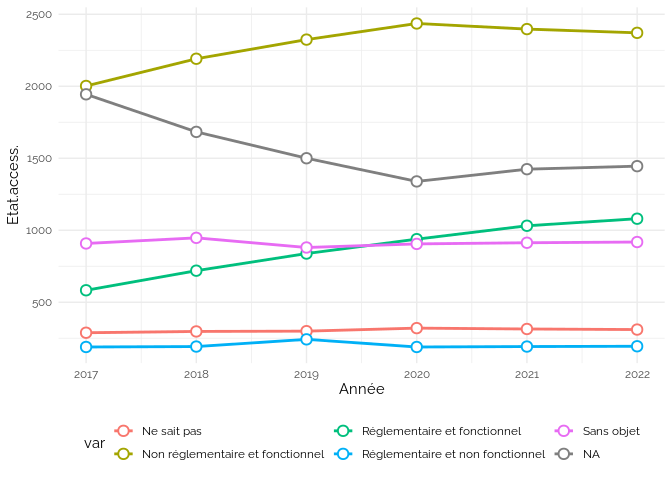 2500
2000
1500
1000
500
Etat.access.
2017 2018 2019 2020 2021 2022
Année
var
Ne sait pas
Réglementaire et fonctionnel
Sans objet
Non réglementaire et fonctionnel
Réglementaire et non fonctionnel
NA